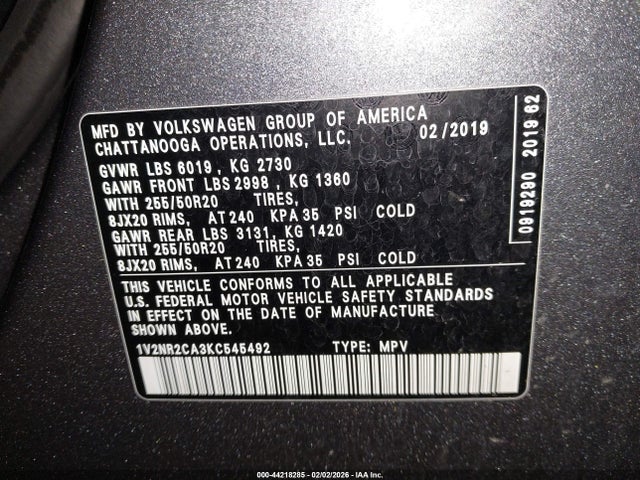 MFD BY VOLKSWAGEN GROUP OF AMERICA
CHATTANOOGA OPERATIONS, LLC. 02/2019
GVWR LBS 6019 , KG 2730
GAWR FRONT LBS 2998 , KG 1360
WITH 255/50R20 TIRES,
8JX20 RIMS, AT 240 KPA 35 PSI COLD
GAWR REAR LBS 3131, KG 1420
WITH 255/50R20 TIRES,
8JX20 RIMS, AT 240 KPA 35 PSI COLD
THIS VEHICLE CONFORMS TO ALL APPLICABLE
U.S. FEDERAL MOTOR VEHICLE SAFETY STANDARDS
IN EFFECT ON THE DATE OF MANUFACTURE
SHOWN ABOVE.
1V2NR2CA3KC545492 TYPE: MPV
0919290 2019 62
000-44218285 - 02/02/2026 - IAA Inc.